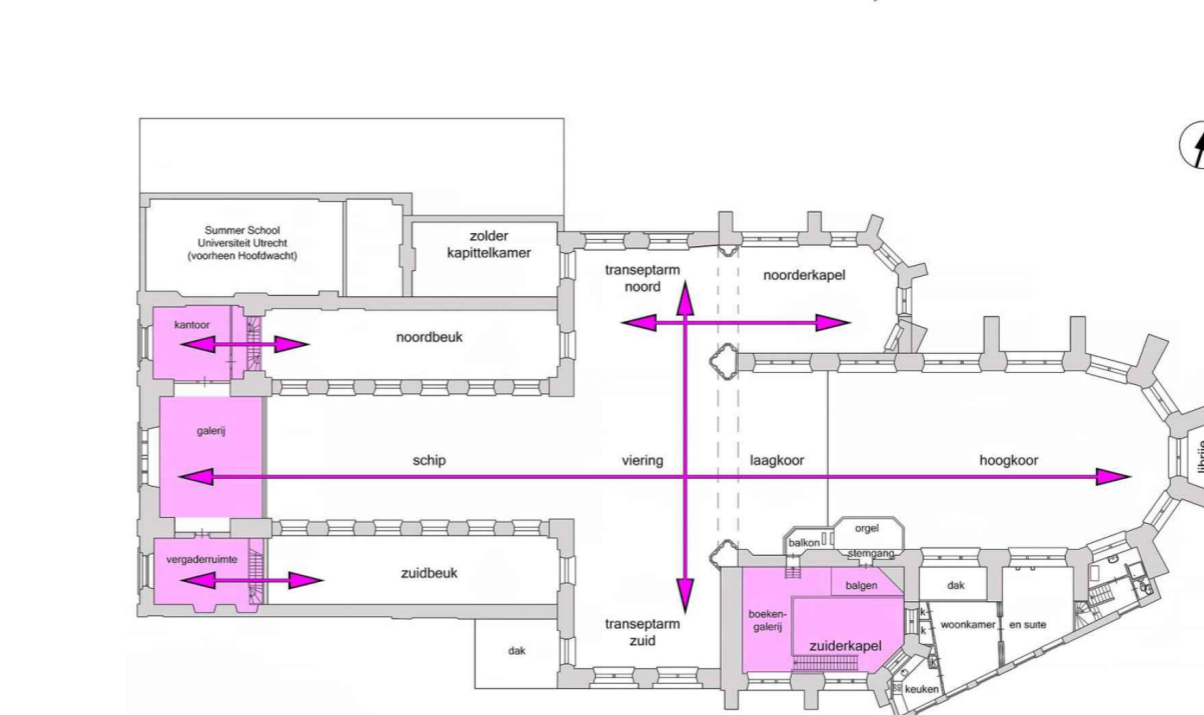 Summer School
Universiteit Utrecht
(voorheen Hoofdwacht)
zolder
kapittelkamer
transeptarm
noord
noorderkapel
kantoor
noordbeuk
galerij
schip
viering
laagkoor
hoogkoor
librije
orgel
balkon
stemgang
vergaderruimte
zuidbeuk
balgen
dak
boeken-
galerij
k
k
woonkamer
en suite
transeptarm
zuid
zuiderkapel
dak
k
keuken